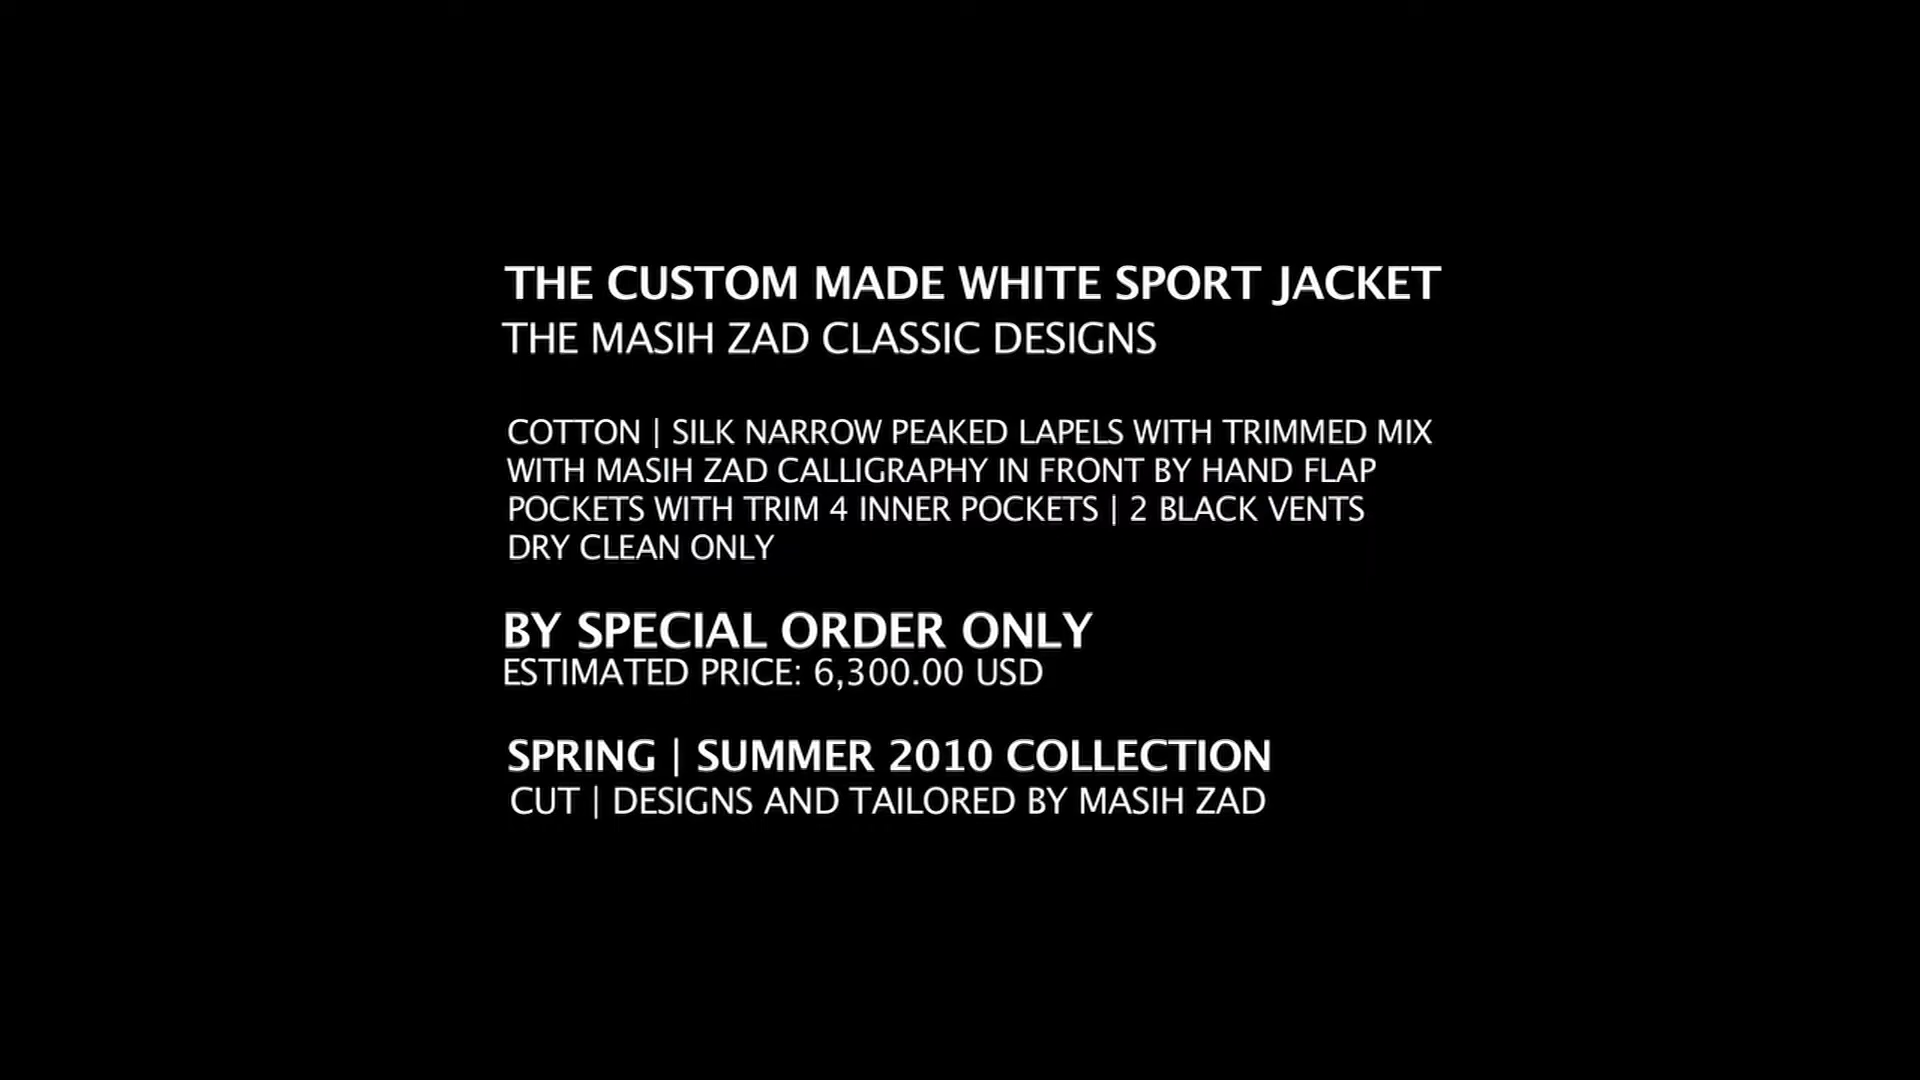 THE CUSTOM MADE WHITE SPORT JACKET
THE MASIH ZAD CLASSIC DESIGNS
COTTON | SILK NARROW PEAKED LAPELS WITH TRIMMED MIX
WITH MASIH ZAD CALLIGRAPHY IN FRONT BY HAND FLAP
POCKETS WITH TRIM 4 INNER POCKETS | 2 BLACK VENTS
DRY CLEAN ONLY
BY SPECIAL ORDER ONLY
ESTIMATED PRICE: 6,300.00 USD
SPRING | SUMMER 2010 COLLECTION
CUT | DESIGNS AND TAILORED BY MASIH ZAD